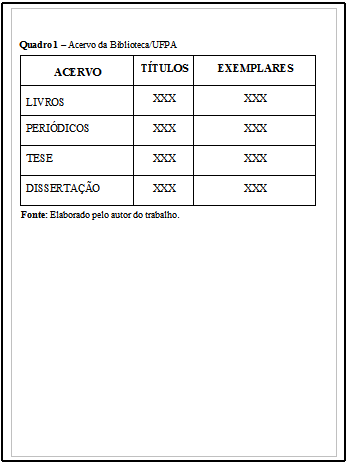 Quadro 1 – Acervo da Biblioteca/UFPA
ACERVO TÍTULOS EXEMPLARES
LIVROS XXX XXX
PERIÓDICOS XXX XXX
TESE XXX XXX
DISSERTAÇÃO XXX XXX
Fonte: Elaborado pelo autor do trabalho.